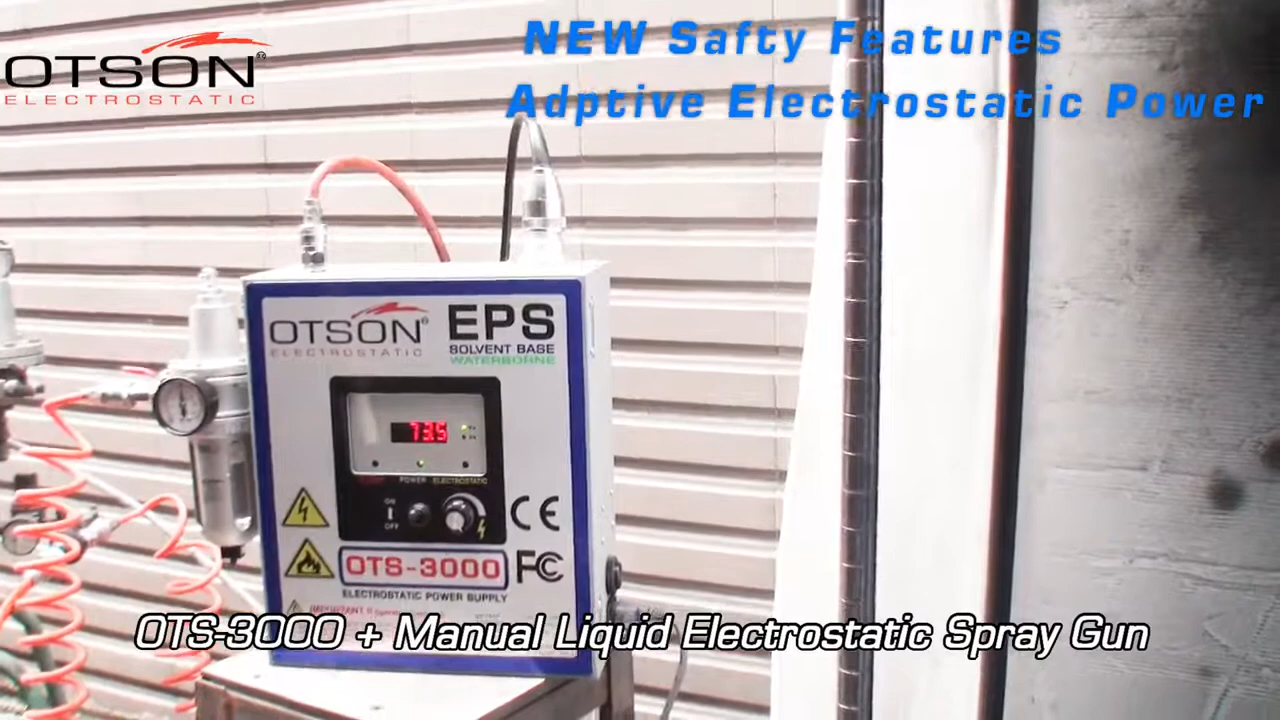 OTSON
ELECTROSTATIC
NEW Safty Features
Adptive Electrostatic Power
OTSON
ELECTROSTATIC
EPS
SOLVENT BASE
WATERBORNE
73.5
POWER
ELECTROSTATIC
ON
OFF
CE
OTS-3000
FC
ELECTROSTATIC POWER SUPPLY
IMPORTANT !!
OTS-3000 + Manual Liquid Electrostatic Spray Gun